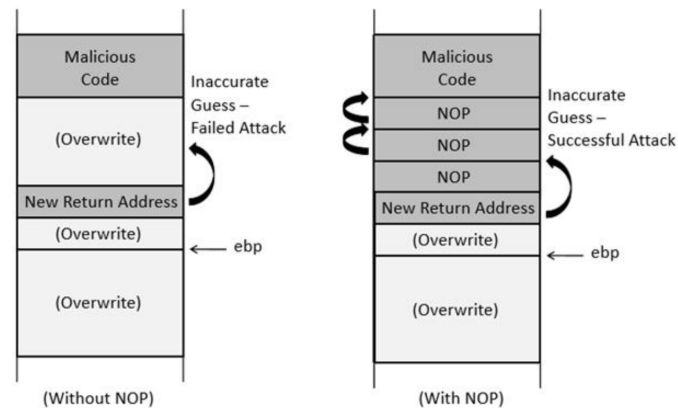 Malicious
Code
Inaccurate
Guess –
Failed Attack
(Overwrite)
New Return Address
(Overwrite)
ebp
(Overwrite)
(Without NOP)
Malicious
Code
NOP
Inaccurate
Guess –
Successful Attack
NOP
NOP
New Return Address
(Overwrite)
ebp
(Overwrite)
(With NOP)